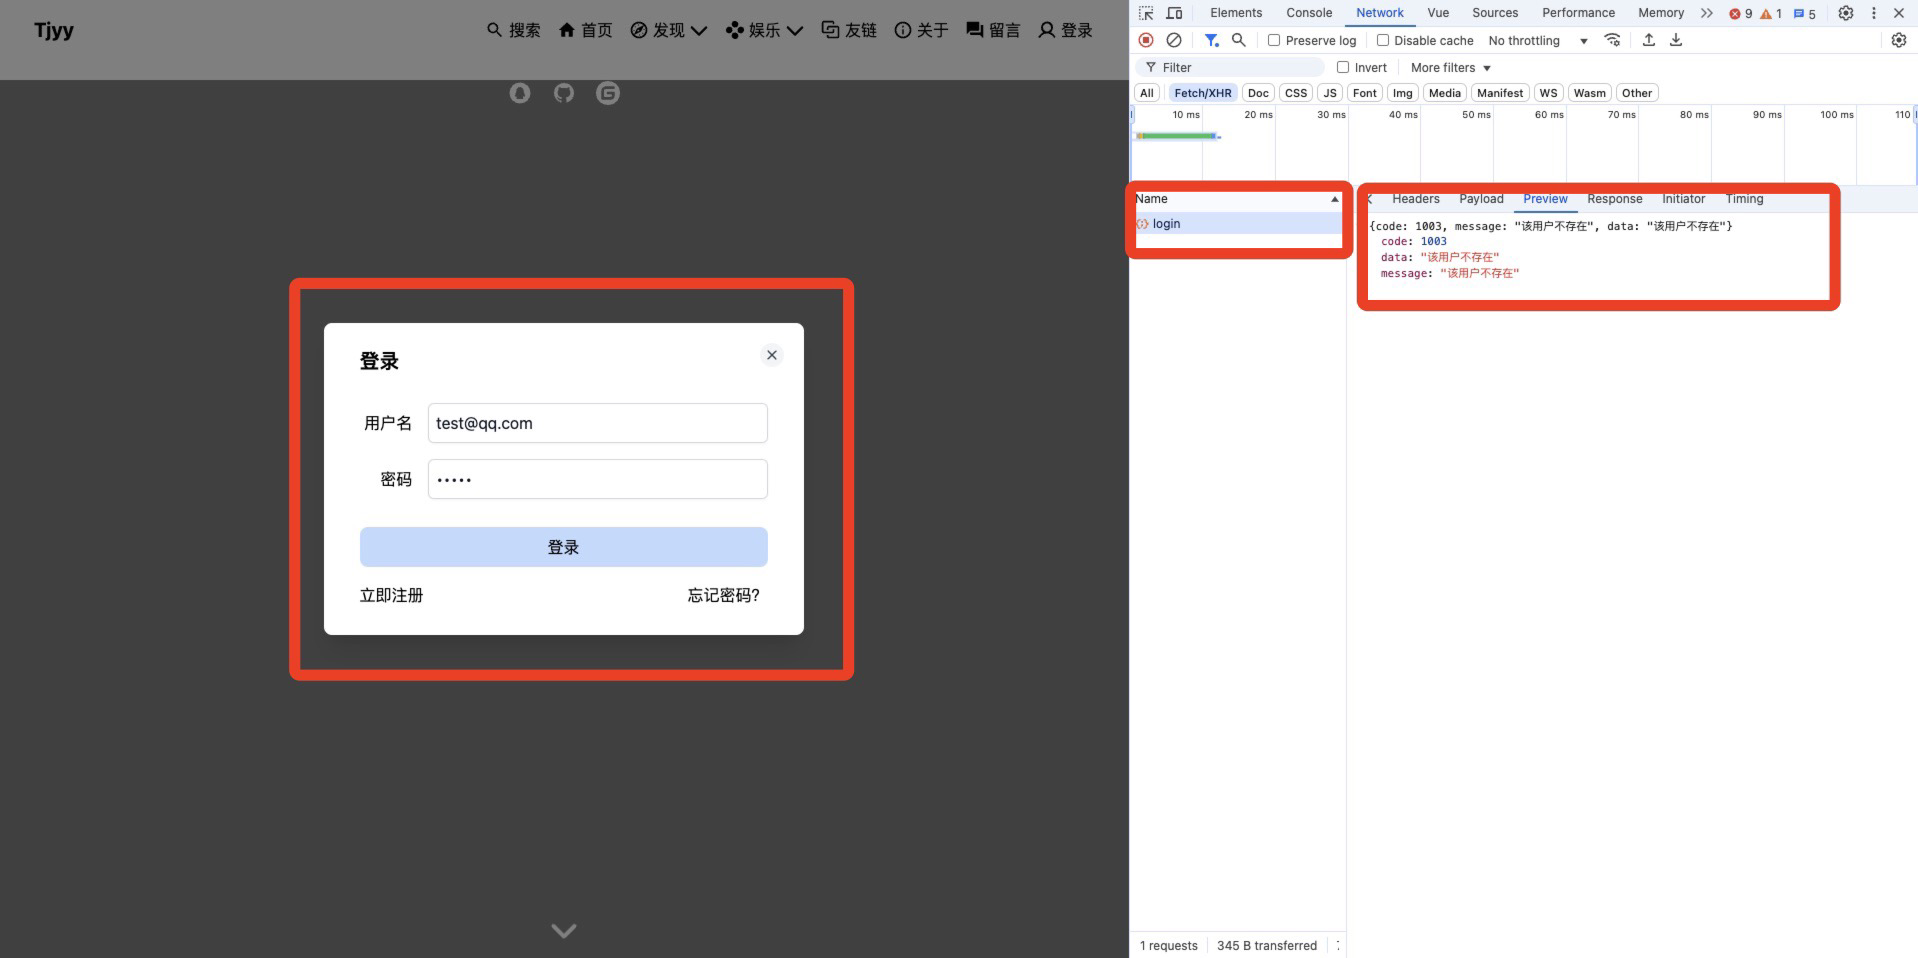 Tjyy
搜索 首页 发现 娱乐 友链 关于 留言 登录
登录
用户名 test@qq.com
密码 •••••
登录
立即注册 忘记密码?
Elements Console Network Vue Sources Performance Memory 9 1 5
Preserve log Disable cache No throttling
Filter Invert More filters
All Fetch/XHR Doc CSS JS Font Img Media Manifest WS Wasm Other
10 ms 20 ms 30 ms 40 ms 50 ms 60 ms 70 ms 80 ms 90 ms 100 ms 110
Name
login
Headers Payload Preview Response Initiator Timing
{code: 1003, message: "该用户不存在", data: "该用户不存在"}
code: 1003
data: "该用户不存在"
message: "该用户不存在"
1 requests 345 B transferred